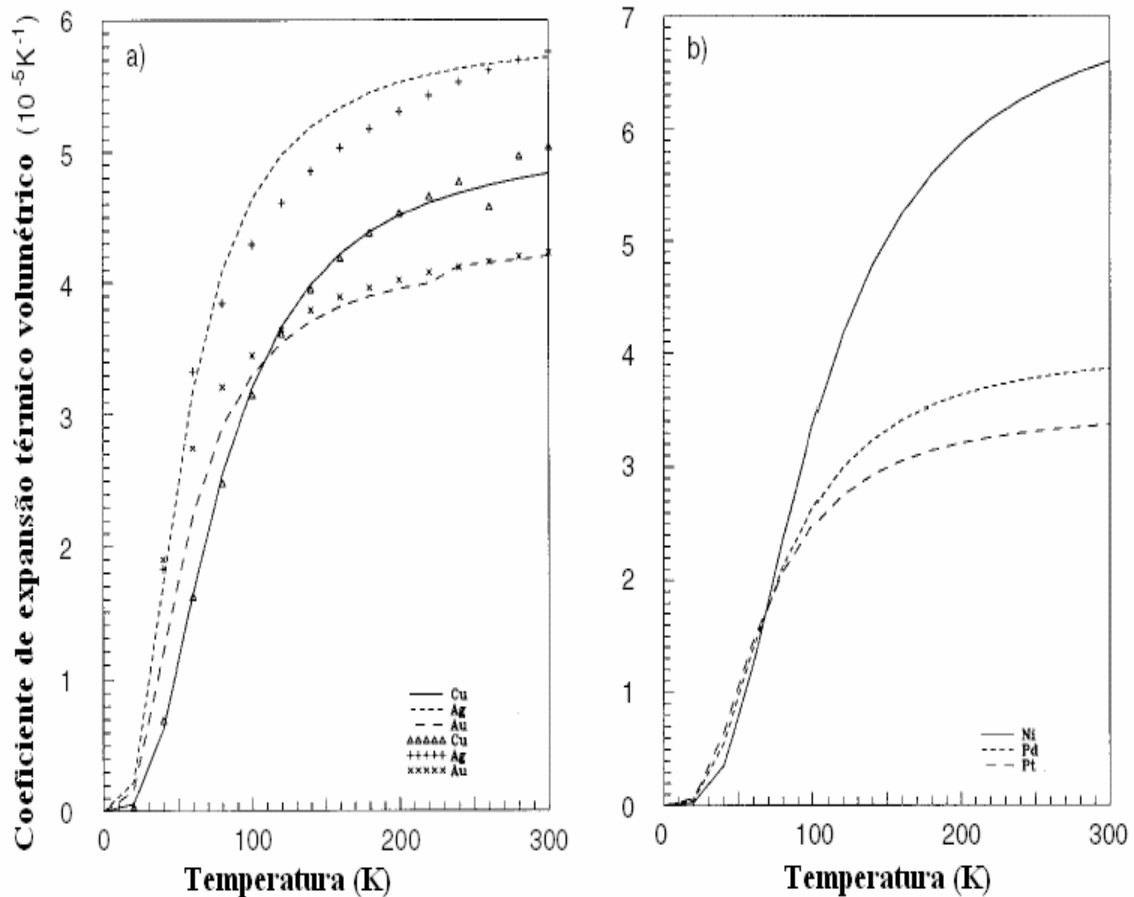 Coeficiente de expansão térmico volumétrico (10⁻⁵K⁻¹)
a)
6
5
4
3
2
1
0
Cu
Ag
Au
Cu
Ag
Au
0 100 200 300
Temperatura (K)
b)
7
6
5
4
3
2
1
0
Ni
Pd
Pt
0 100 200 300
Temperatura (K)